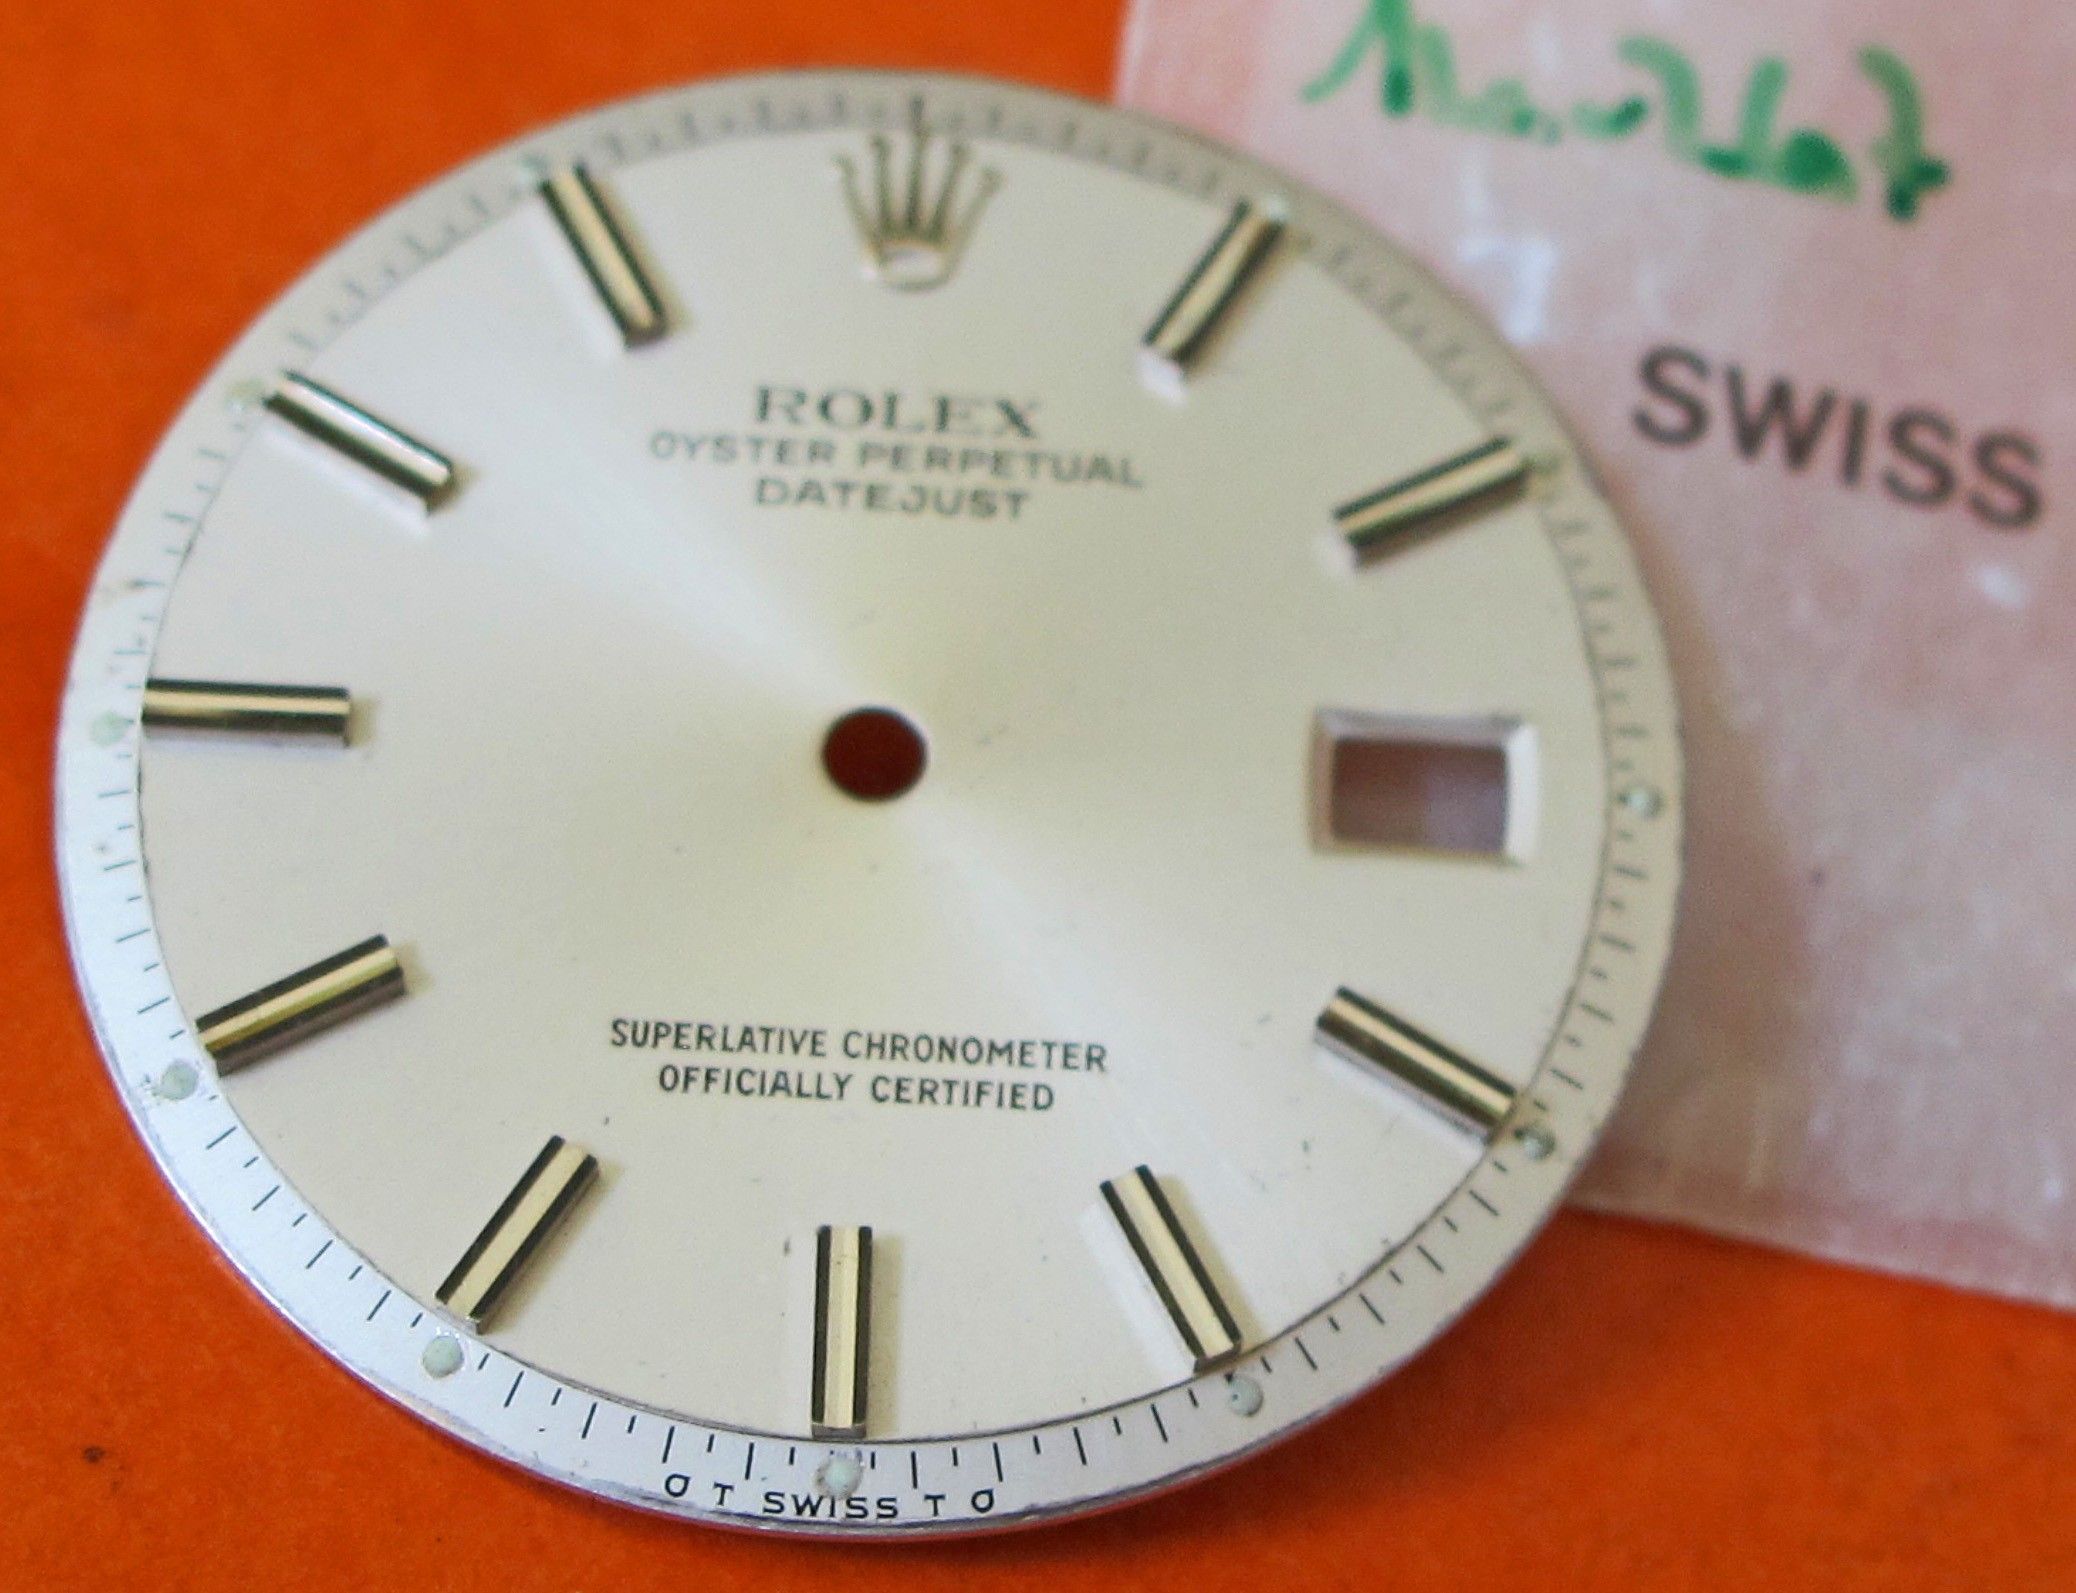 ROLEX
OYSTER PERPETUAL
DATEJUST
SUPERLATIVE CHRONOMETER
OFFICIALLY CERTIFIED
σ T SWISS T σ
SWISS